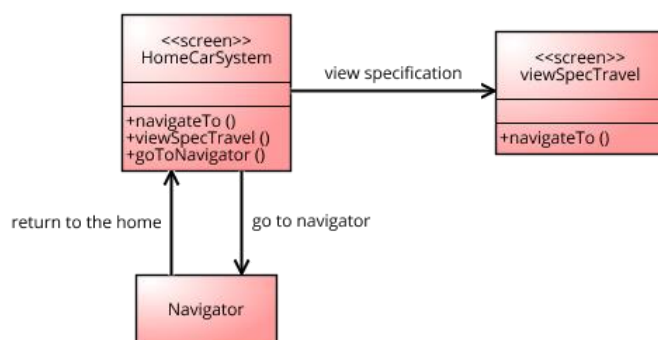 <<screen>>
HomeCarSystem
+navigateTo ()
+viewSpecTravel ()
+goToNavigator ()
view specification
<<screen>>
viewSpecTravel
+navigateTo ()
return to the home
go to navigator
Navigator